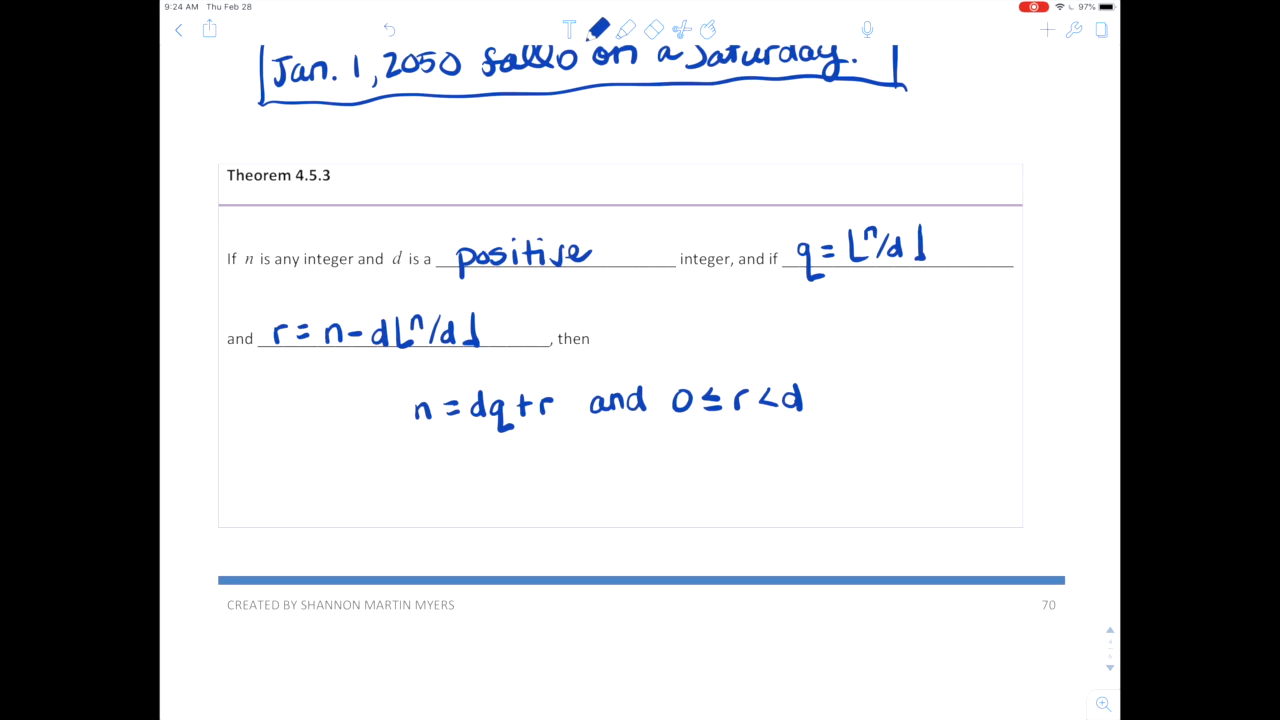 9:24 AM Thu Feb 28 97%
Jan. 1, 2050 falls on a Saturday.
Theorem 4.5.3
If n is any integer and d is a positive integer, and if q = ⌊n/d⌋
and r = n - d⌊n/d⌋, then
n = dq + r and 0 ≤ r < d
CREATED BY SHANNON MARTIN MYERS 70